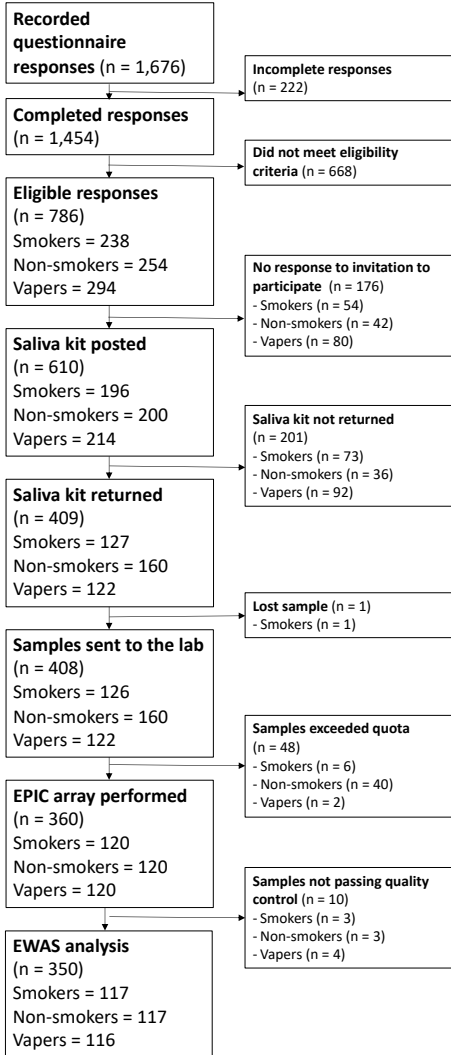 Recorded
questionnaire
responses (n = 1,676)
Incomplete responses
(n = 222)
Completed responses
(n = 1,454)
Did not meet eligibility
criteria (n = 668)
Eligible responses
(n = 786)
Smokers = 238
Non-smokers = 254
Vapers = 294
No response to invitation to
participate (n = 176)
- Smokers (n = 54)
- Non-smokers (n = 42)
- Vapers (n = 80)
Saliva kit posted
(n = 610)
Smokers = 196
Non-smokers = 200
Vapers = 214
Saliva kit not returned
(n = 201)
- Smokers (n = 73)
- Non-smokers (n = 36)
- Vapers (n = 92)
Saliva kit returned
(n = 409)
Smokers = 127
Non-smokers = 160
Vapers = 122
Lost sample (n = 1)
- Smokers (n = 1)
Samples sent to the lab
(n = 408)
Smokers = 126
Non-smokers = 160
Vapers = 122
Samples exceeded quota
(n = 48)
- Smokers (n = 6)
- Non-smokers (n = 40)
- Vapers (n = 2)
EPIC array performed
(n = 360)
Smokers = 120
Non-smokers = 120
Vapers = 120
Samples not passing quality
control (n = 10)
- Smokers (n = 3)
- Non-smokers (n = 3)
- Vapers (n = 4)
EWAS analysis
(n = 350)
Smokers = 117
Non-smokers = 117
Vapers = 116